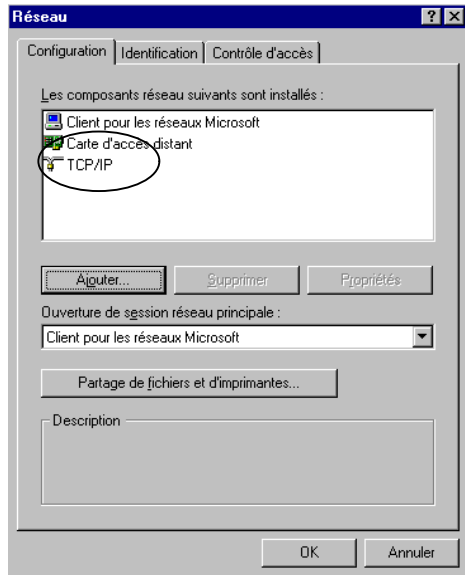 Réseau
Configuration Identification Contrôle d'accès
Les composants réseau suivants sont installés :
Client pour les réseaux Microsoft
Carte d'accès distant
TCP/IP
Ajouter... Supprimer Propriétés
Ouverture de session réseau principale :
Client pour les réseaux Microsoft
Partage de fichiers et d'imprimantes...
Description
OK Annuler